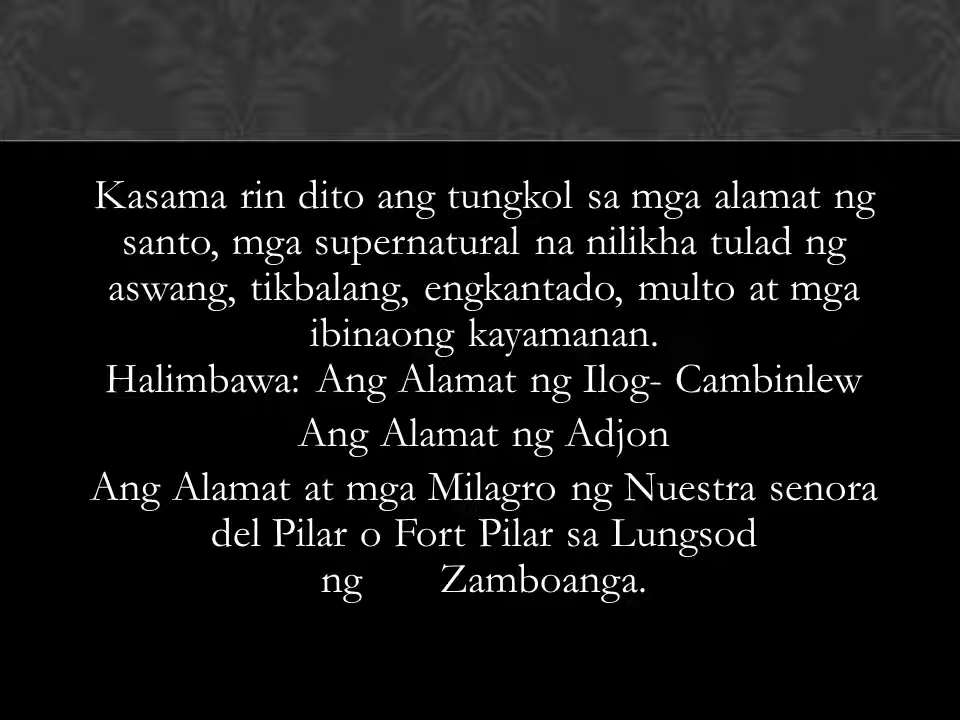 Kasama rin dito ang tungkol sa mga alamat ng
santo, mga supernatural na nilikha tulad ng
aswang, tikbalang, engkantado, multo at mga
ibinaong kayamanan.
Halimbawa: Ang Alamat ng Ilog- Cambinlew
Ang Alamat ng Adjon
Ang Alamat at mga Milagro ng Nuestra senora
del Pilar o Fort Pilar sa Lungsod
ng Zamboanga.